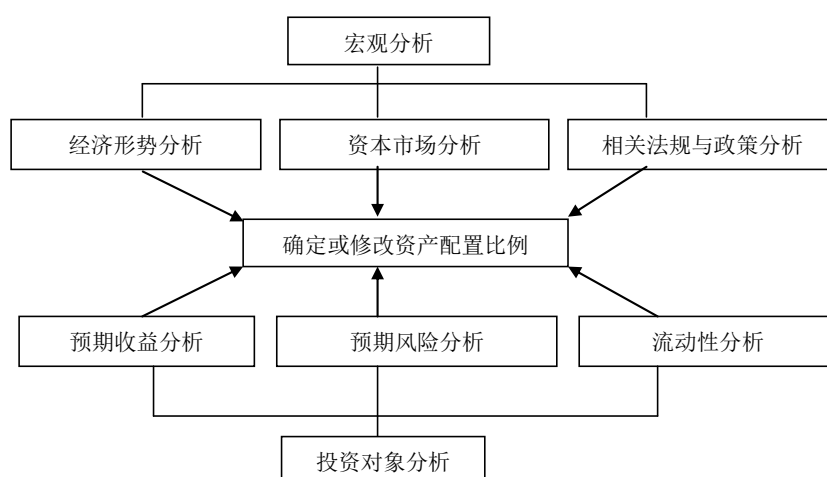 宏观分析
经济形势分析
资本市场分析
相关法规与政策分析
确定或修改资产配置比例
预期收益分析
预期风险分析
流动性分析
投资对象分析